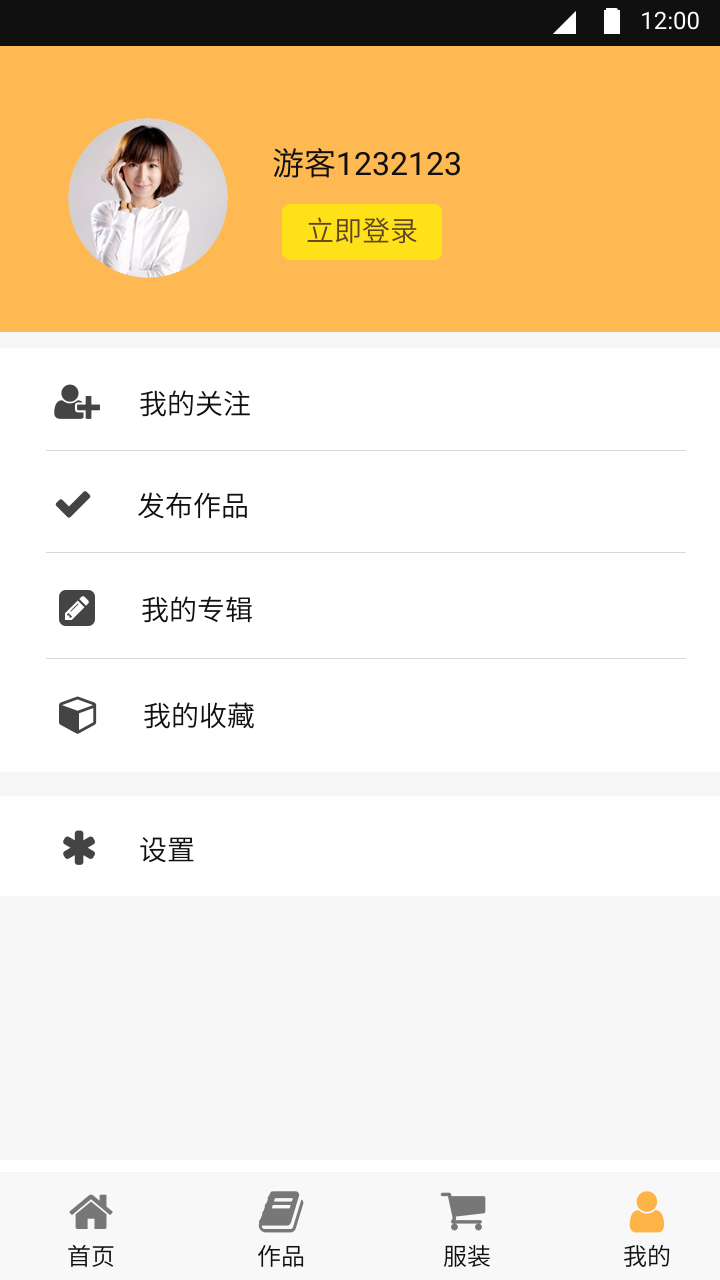 12:00
游客1232123
立即登录
我的关注
发布作品
我的专辑
我的收藏
设置
首页 作品 服装 我的